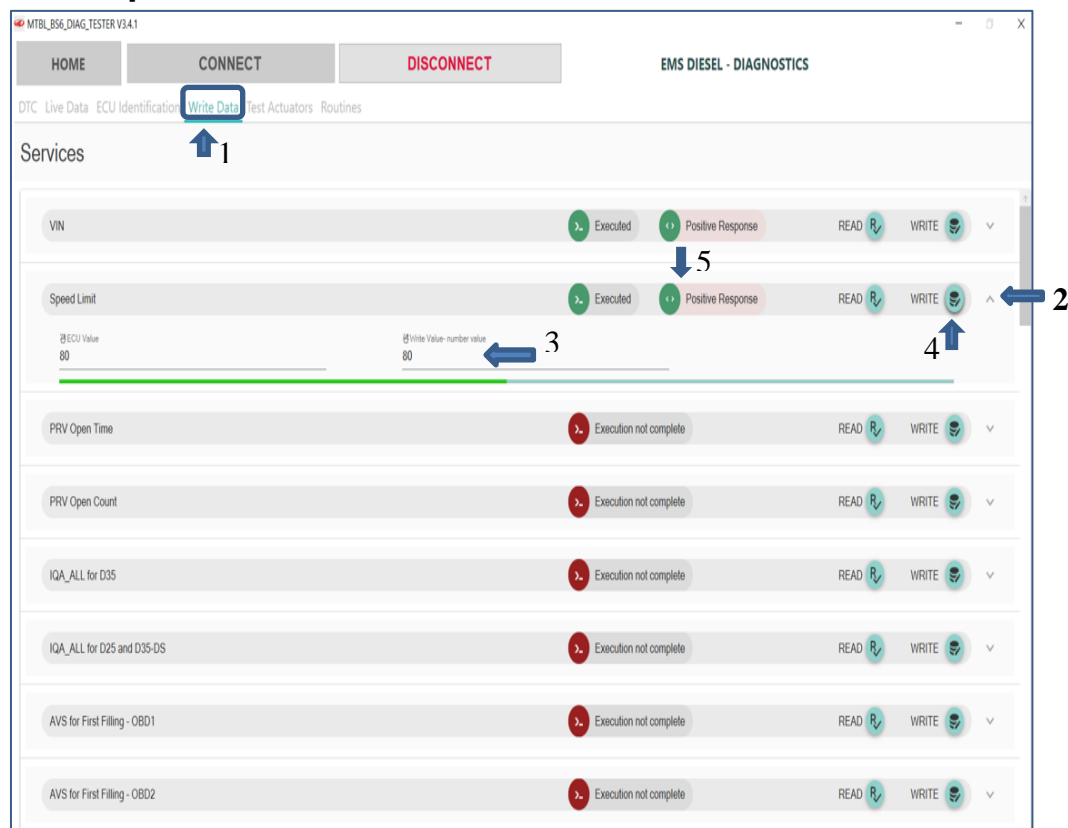 MTBL_BS6_DIAG_TESTER V3.4.1
HOME CONNECT DISCONNECT EMS DIESEL - DIAGNOSTICS
DTC Live Data ECU Identification Write Data Test Actuators Routines
1
Services
VIN Executed Positive Response READ WRITE
5
Speed Limit Executed Positive Response READ WRITE
2
ECU Value Write Value- number value
80 80
3
4
PRV Open Time Execution not complete READ WRITE
PRV Open Count Execution not complete READ WRITE
IQA_ALL for D35 Execution not complete READ WRITE
IQA_ALL for D25 and D35-DS Execution not complete READ WRITE
AVS for First Filling - OBD1 Execution not complete READ WRITE
AVS for First Filling - OBD2 Execution not complete READ WRITE